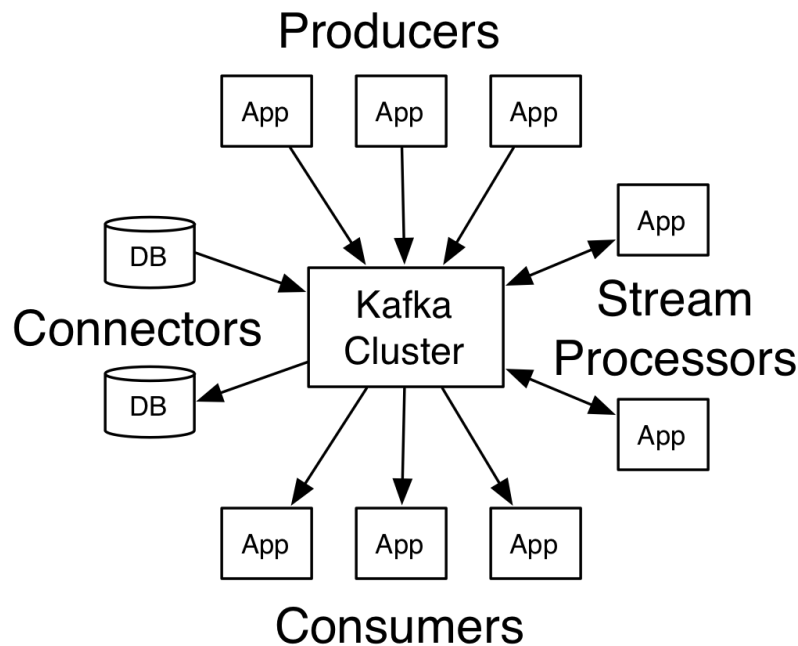 Producers
App
App
App
DB
App
Kafka
Cluster
Stream
Processors
Connectors
DB
App
App
App
App
Consumers